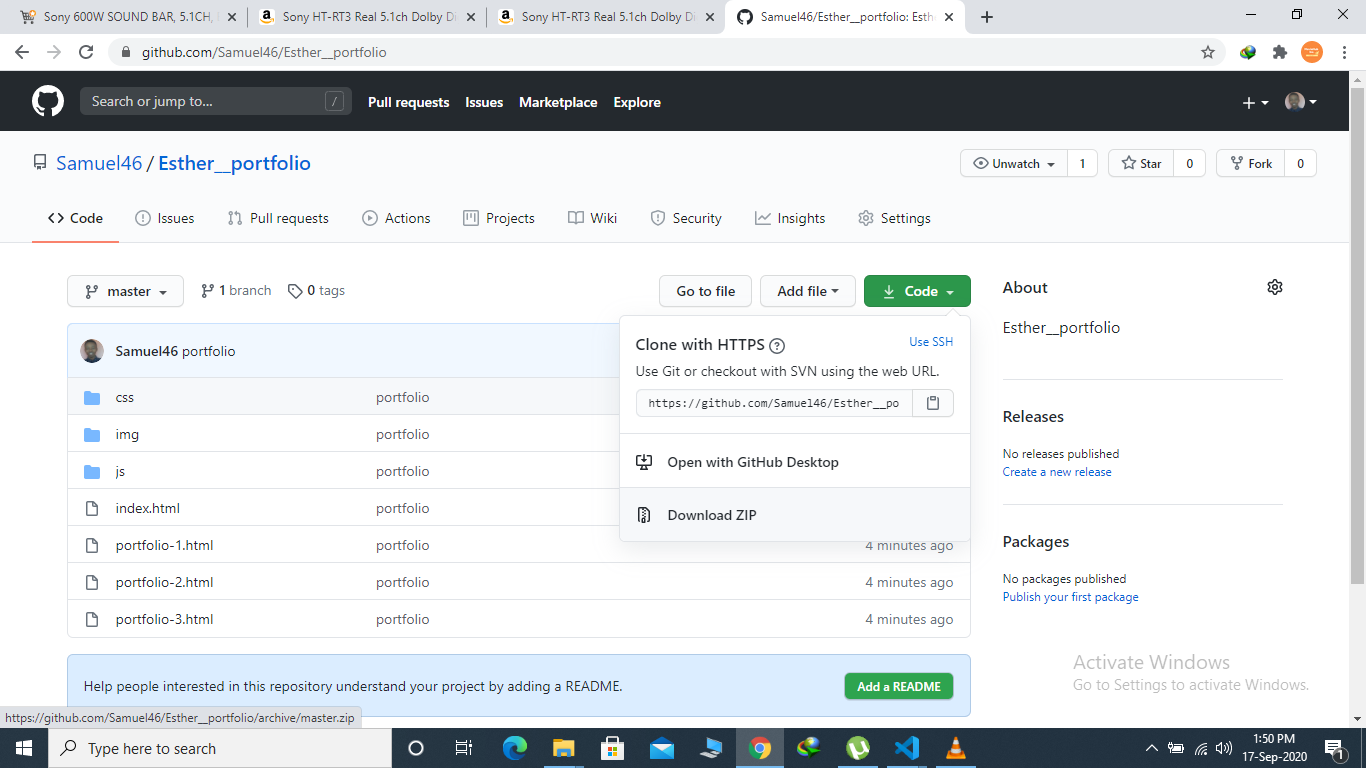 Sony 600W SOUND BAR, 5.1CH,
Sony HT-RT3 Real 5.1ch Dolby Di
Sony HT-RT3 Real 5.1ch Dolby Di
Samuel46/Esther__portfolio: Esth
github.com/Samuel46/Esther__portfolio
Search or jump to...
/
Pull requests
Issues
Marketplace
Explore
Samuel46 / Esther__portfolio
Unwatch
1
Star
0
Fork
0
Code
Issues
Pull requests
Actions
Projects
Wiki
Security
Insights
Settings
master
1 branch
0 tags
Go to file
Add file
Code
Samuel46 portfolio
css
portfolio
img
portfolio
js
portfolio
index.html
portfolio
portfolio-1.html
portfolio
4 minutes ago
portfolio-2.html
portfolio
4 minutes ago
portfolio-3.html
portfolio
4 minutes ago
Clone with HTTPS
Use SSH
Use Git or checkout with SVN using the web URL.
https://github.com/Samuel46/Esther__po
Open with GitHub Desktop
Download ZIP
About
Esther__portfolio
Releases
No releases published
Create a new release
Packages
No packages published
Publish your first package
Help people interested in this repository understand your project by adding a README.
Add a README
Activate Windows
Go to Settings to activate Windows.
https://github.com/Samuel46/Esther__portfolio/archive/master.zip
Type here to search
1:50 PM
17-Sep-2020
1